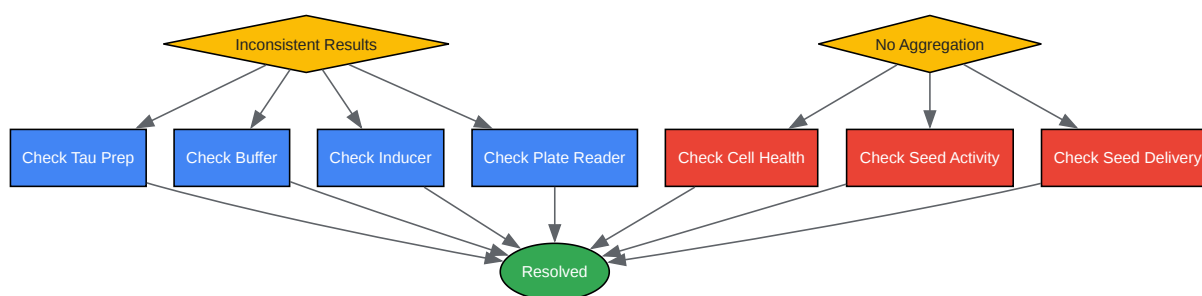 Inconsistent Results
No Aggregation
Check Tau Prep
Check Buffer
Check Inducer
Check Plate Reader
Check Cell Health
Check Seed Activity
Check Seed Delivery
Resolved